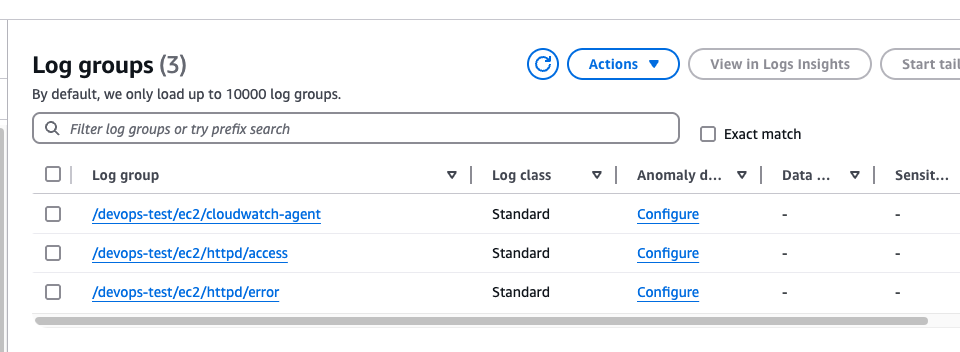 Log groups (3)
Actions
View in Logs Insights
Start tail
By default, we only load up to 10000 log groups.
Filter log groups or try prefix search
Exact match
Log group
Log class
Anomaly d...
Data ...
Sensit...
/devops-test/ec2/cloudwatch-agent
Standard
Configure
-
-
/devops-test/ec2/httpd/access
Standard
Configure
-
-
/devops-test/ec2/httpd/error
Standard
Configure
-
-